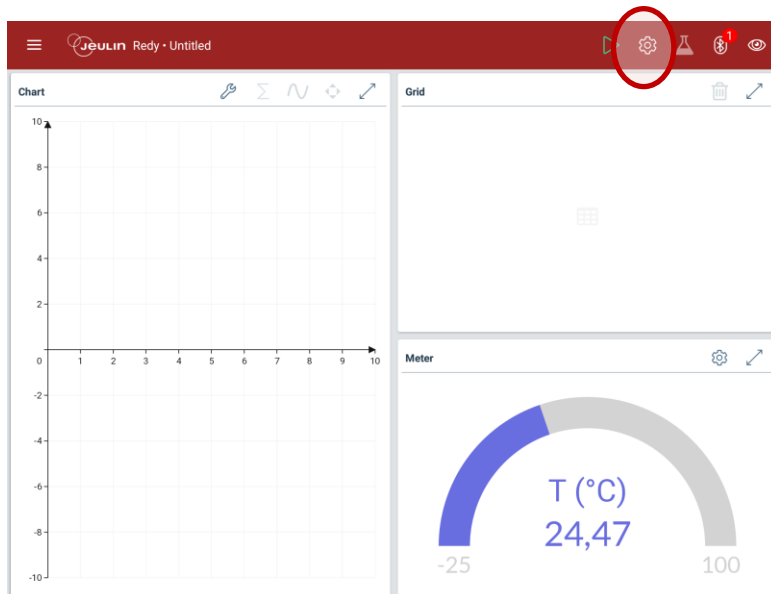 Jeulin Redy • Untitled
1
Chart
Grid
10
8
6
4
2
0 1 2 3 4 5 6 7 8 9 10
-2
-4
-6
-8
-10
Meter
T (°C)
24,47
-25 100